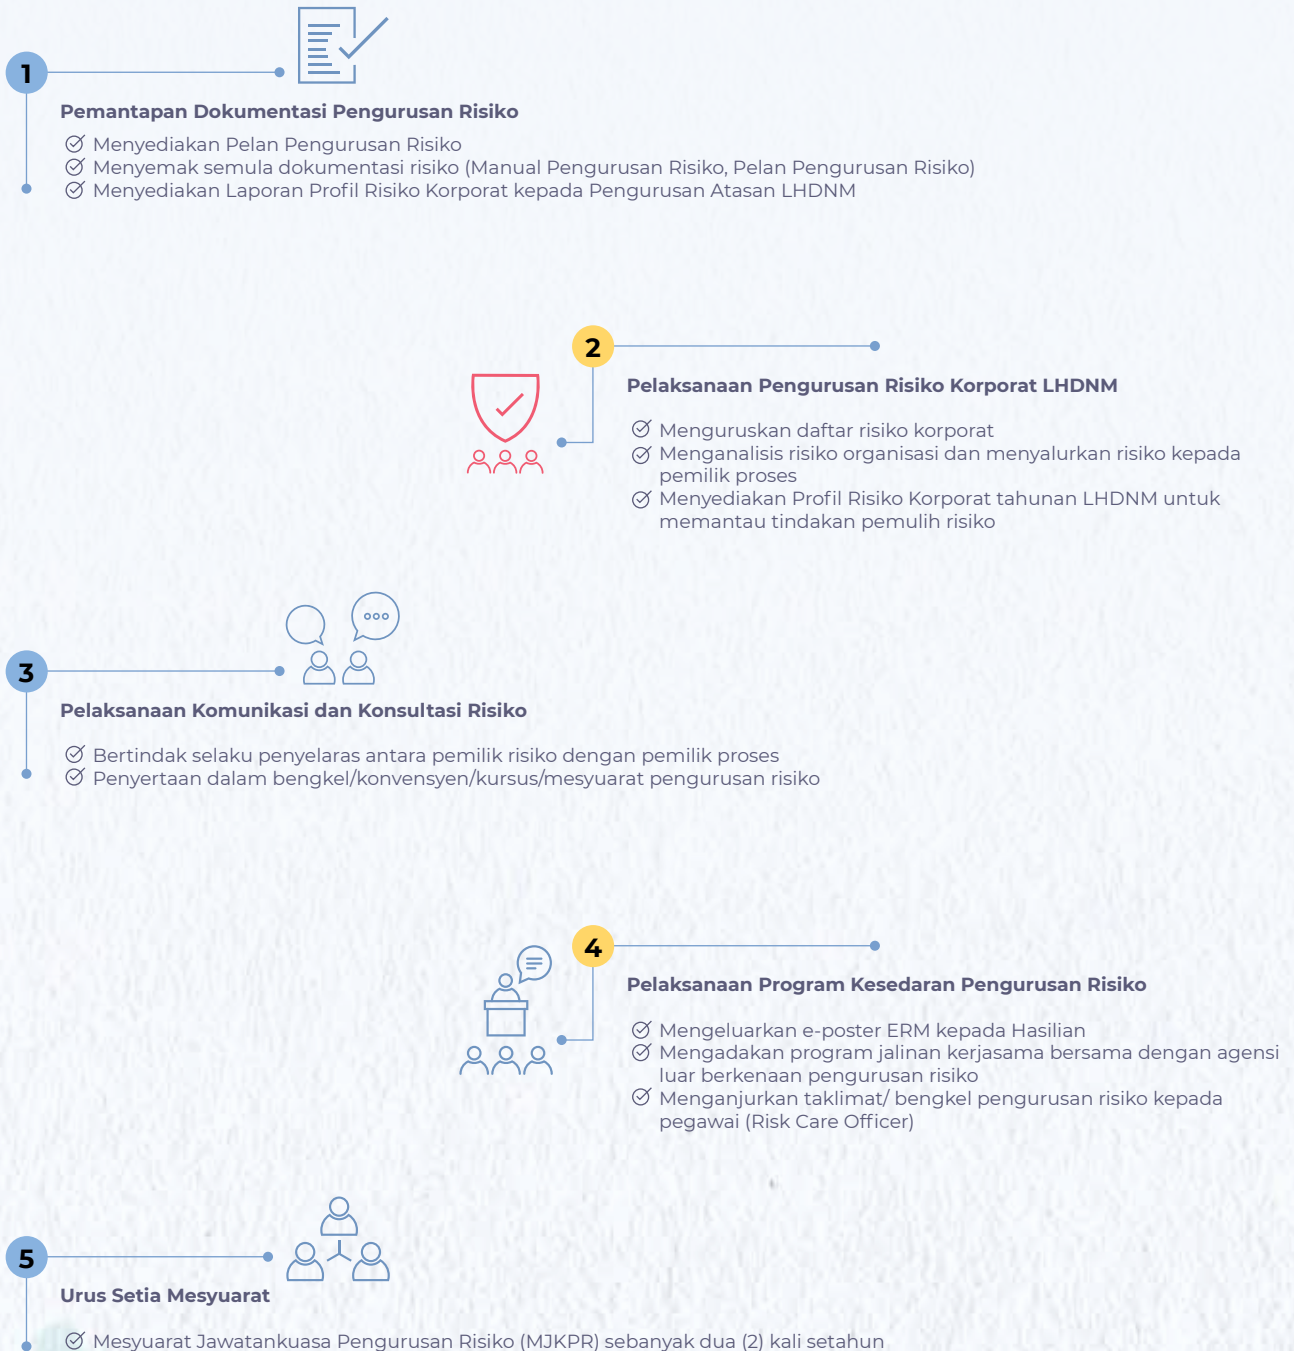 1
Pemantapan Dokumentasi Pengurusan Risiko
Menyediakan Pelan Pengurusan Risiko
Menyemak semula dokumentasi risiko (Manual Pengurusan Risiko, Pelan Pengurusan Risiko)
Menyediakan Laporan Profil Risiko Korporat kepada Pengurusan Atasan LHDNM
2
Pelaksanaan Pengurusan Risiko Korporat LHDNM
Menguruskan daftar risiko korporat
Menganalisis risiko organisasi dan menyalurkan risiko kepada
pemilik proses
Menyediakan Profil Risiko Korporat tahunan LHDNM untuk
memantau tindakan pemulih risiko
3
Pelaksanaan Komunikasi dan Konsultasi Risiko
Bertindak selaku penyelaras antara pemilik risiko dengan pemilik proses
Penyertaan dalam bengkel/konvensyen/kursus/mesyuarat pengurusan risiko
4
Pelaksanaan Program Kesedaran Pengurusan Risiko
Mengeluarkan e-poster ERM kepada Hasilian
Mengadakan program jalinan kerjasama bersama dengan agensi
luar berkenaan pengurusan risiko
Menganjurkan taklimat/ bengkel pengurusan risiko kepada
pegawai (Risk Care Officer)
5
Urus Setia Mesyuarat
Mesyuarat Jawatankuasa Pengurusan Risiko (MJKPR) sebanyak dua (2) kali setahun